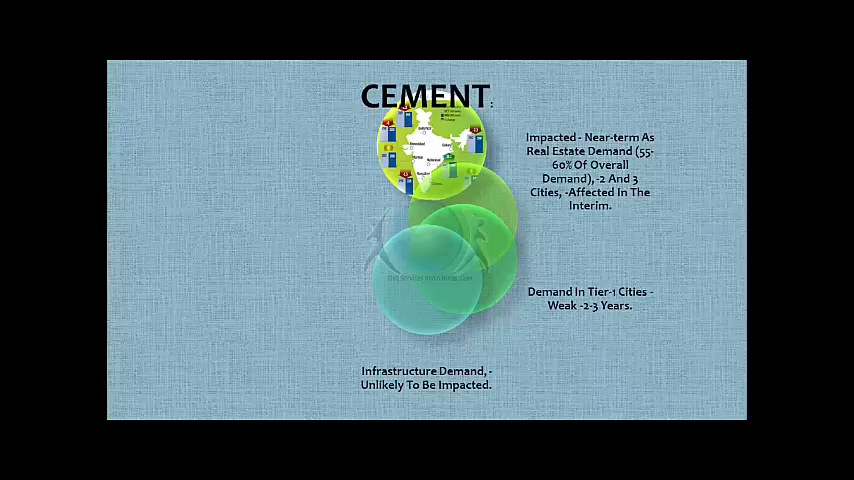 CEMENT:
Impacted - Near-term As
Real Estate Demand (55-
60% Of Overall
Demand), -2 And 3
Cities, -Affected In The
Interim.
Demand In Tier-1 Cities -
Weak -2-3 Years.
Infrastructure Demand, -
Unlikely To Be Impacted.